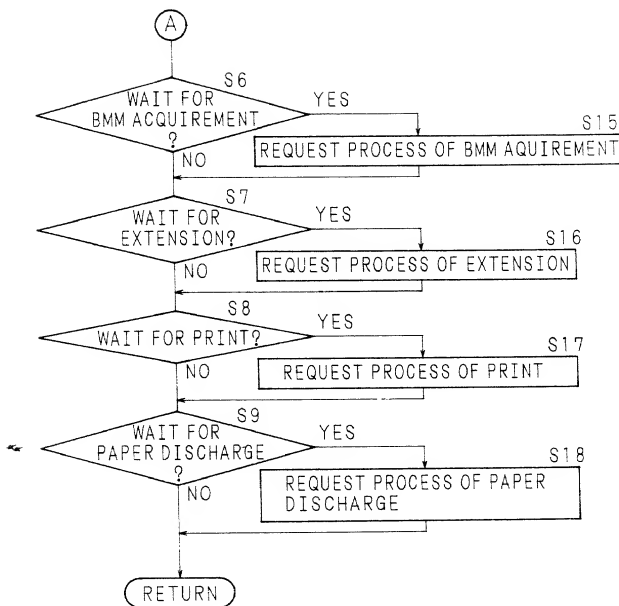 A
S6
WAIT FOR
BMM ACQUIREMENT
?
YES
NO
S15
REQUEST PROCESS OF BMM AQUIREMENT
S7
WAIT FOR
EXTENSION?
YES
NO
S16
REQUEST PROCESS OF EXTENSION
S8
WAIT FOR PRINT?
YES
NO
S17
REQUEST PROCESS OF PRINT
S9
WAIT FOR
PAPER DISCHARGE
?
YES
NO
S18
REQUEST PROCESS OF PAPER
DISCHARGE
RETURN